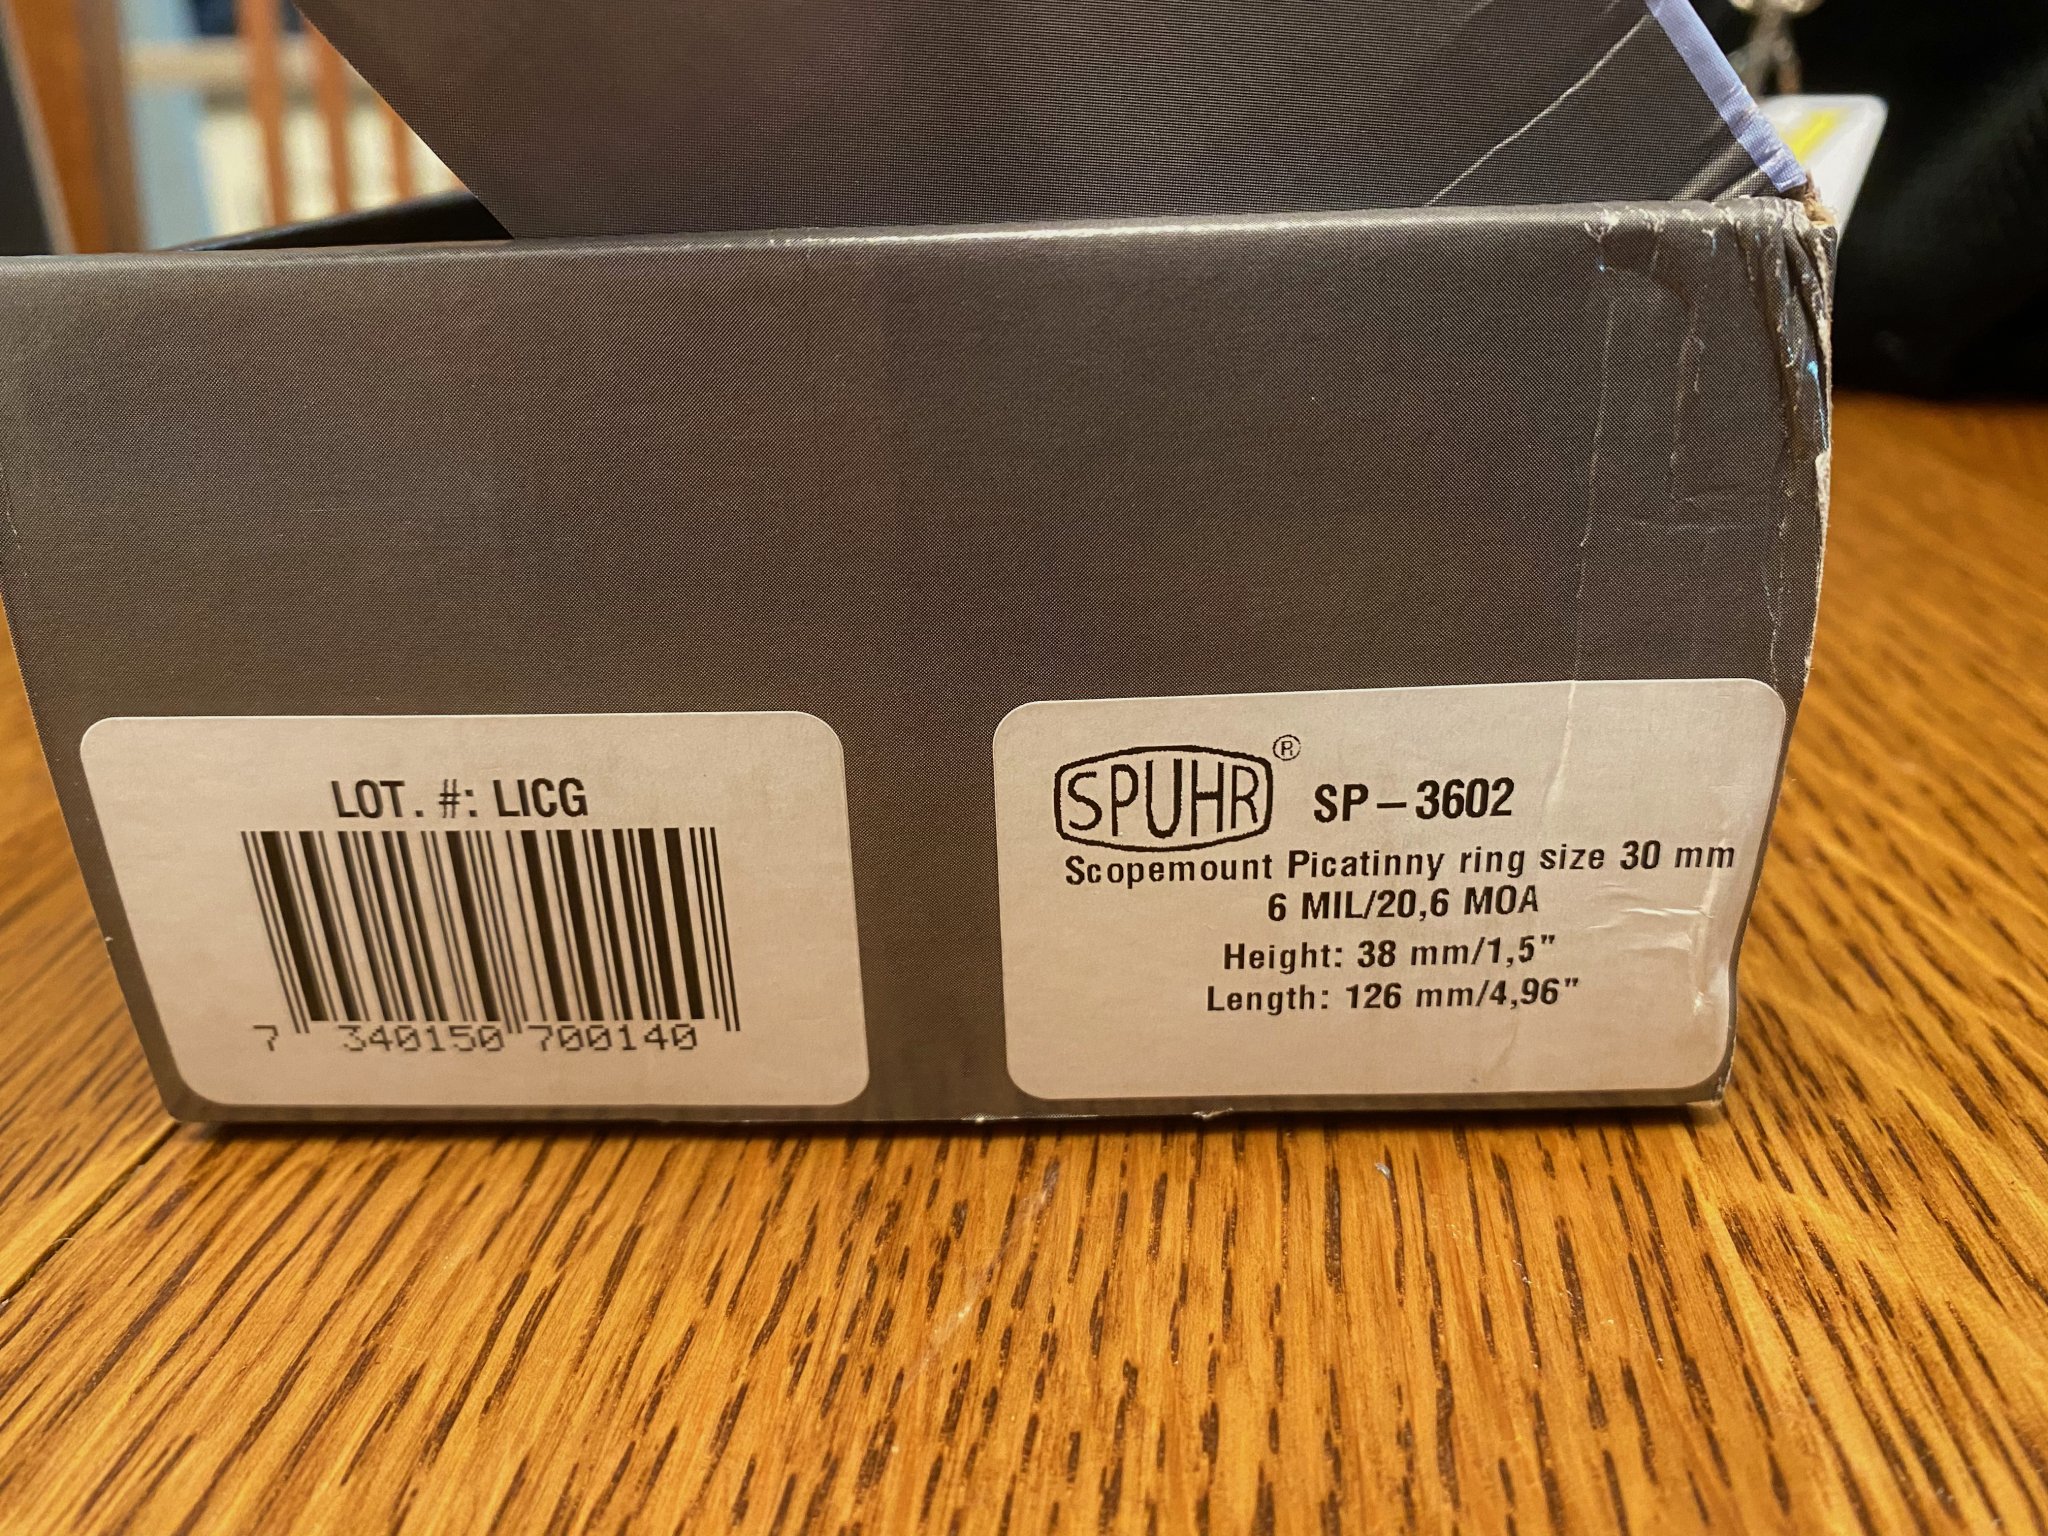 LOT. #: LICG
7 340150 700140
SPUHR® SP-3602
Scopemount Picatinny ring size 30 mm
6 MIL/20,6 MOA
Height: 38 mm/1,5"
Length: 126 mm/4,96"